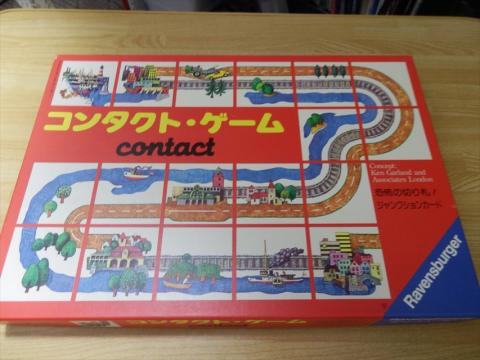 コンタクト・ゲーム
contact
Concept:
Ken Garland and
Associates London
恐怖の切り札!
ジャンクションカード
Ravensburger
コンタクト・ゲーム